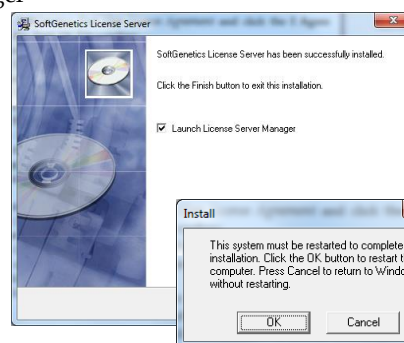 SoftGenetics License Server
SoftGenetics License Server has been successfully installed.
Click the Finish button to exit this installation.
Launch License Server Manager
Install
This system must be restarted to complete
installation. Click the OK button to restart
computer. Press Cancel to return to
without restarting.
OK
Cancel